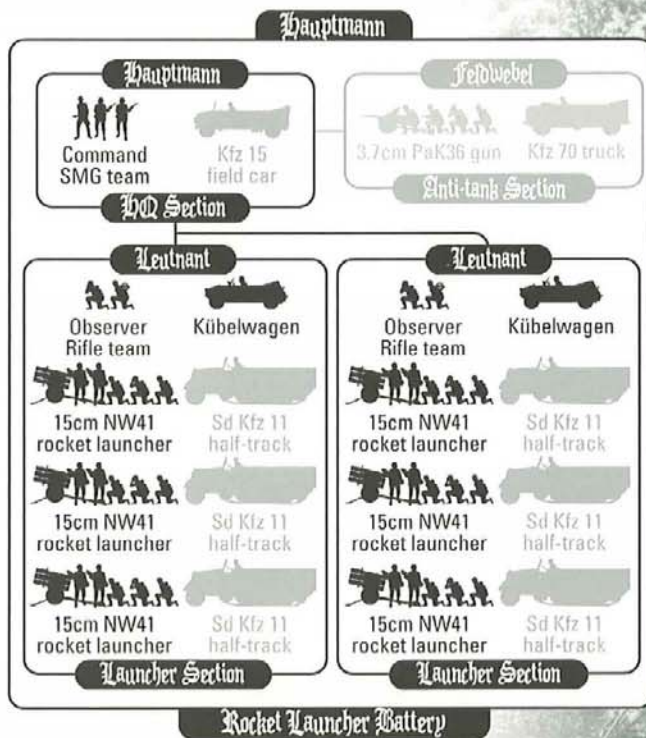 Hauptmann
Hauptmann
Command
SMG team
Kfz 15
field car
HQ Section
Feldwebel
3.7cm PaK36 gun
Kfz 70 truck
Anti-tank Section
Leutnant
Observer
Rifle team
Kübelwagen
15cm NW41
rocket launcher
Sd Kfz 11
half-track
15cm NW41
rocket launcher
Sd Kfz 11
half-track
15cm NW41
rocket launcher
Sd Kfz 11
half-track
Launcher Section
Leutnant
Observer
Rifle team
Kübelwagen
15cm NW41
rocket launcher
Sd Kfz 11
half-track
15cm NW41
rocket launcher
Sd Kfz 11
half-track
15cm NW41
rocket launcher
Sd Kfz 11
half-track
Launcher Section
Rocket Launcher Battery